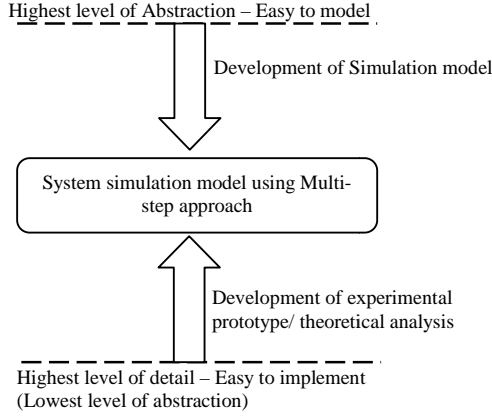 Highest level of Abstraction – Easy to model
Development of Simulation model
System simulation model using Multi-
step approach
Development of experimental
prototype/ theoretical analysis
Highest level of detail – Easy to implement
(Lowest level of abstraction)